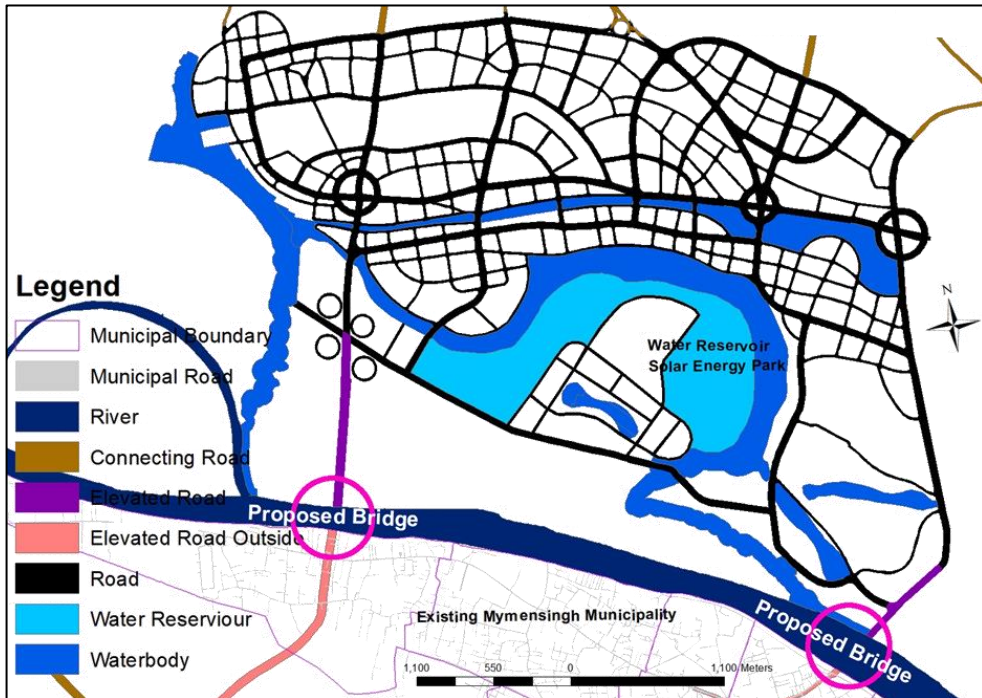 Legend
Municipal Boundary
Municipal Road
River
Connecting Road
Elevated Road
Elevated Road Outside
Road
Water Reserviour
Waterbody
N
Water Reservoir
Solar Energy Park
Proposed Bridge
Proposed Bridge
Existing Mymensingh Municipality
1,100 550 0 1,100 Meters